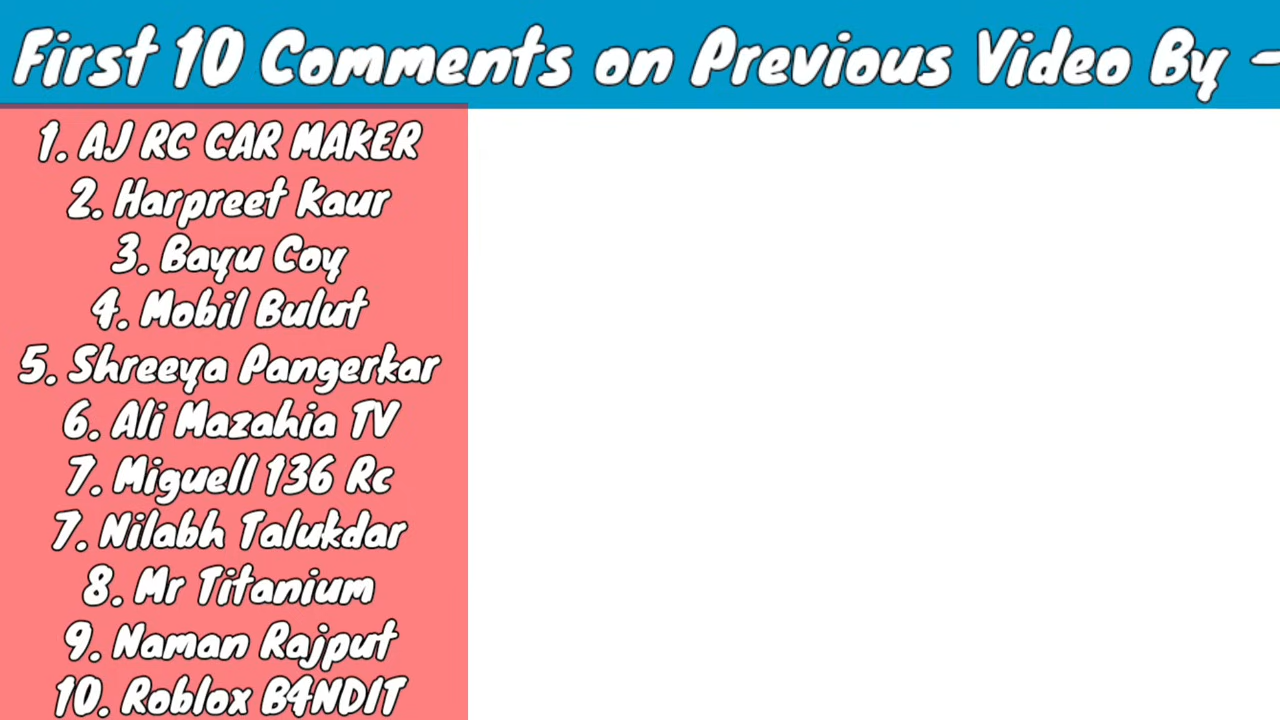 First 10 Comments on Previous Video By -
1. AJ RC CAR MAKER
2. Harpreet Kaur
3. Bayu Coy
4. Mobil Bulut
5. Shreeya Pangerkar
6. Ali Mazahia TV
7. Miguell 136 Rc
7. Nilabh Talukdar
8. Mr Titanium
9. Naman Rajput
10. Roblox B4NDIT